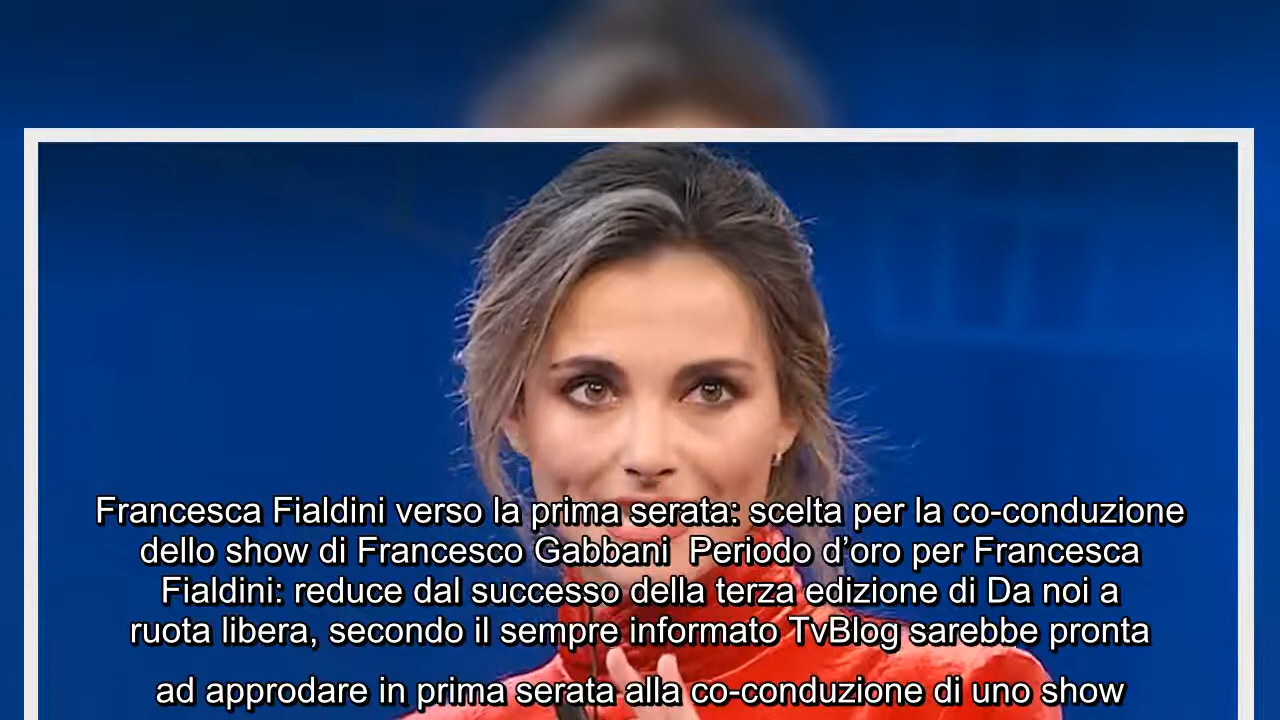 Francesca Fialdini verso la prima serata: scelta per la co-conduzione
dello show di Francesco Gabbani  Periodo d’oro per Francesca
Fialdini: reduce dal successo della terza edizione di Da noi a
ruota libera, secondo il sempre informato TvBlog sarebbe pronta
ad approdare in prima serata alla co-conduzione di uno show